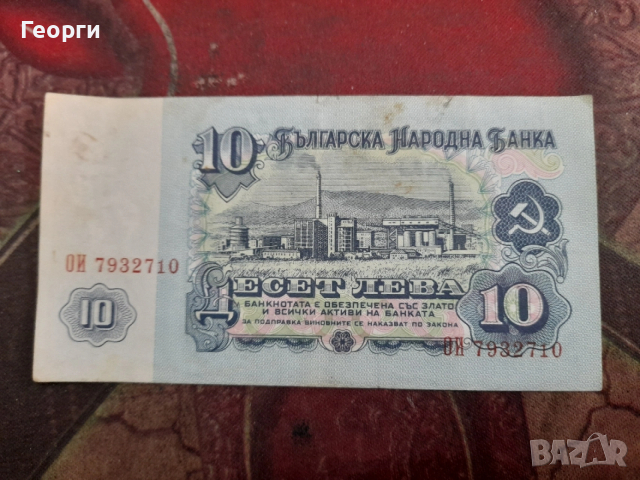 Георги
10 Българска Народна Банка
ОИ 7932710
Десет Лева
10
БАНКНОТАТА Е ОБЕЗПЕЧЕНА СЪС ЗЛАТО
И ВСИЧКИ АКТИВИ НА БАНКАТА
ЗА ПОДПРАВКА ВИНОВНИТЕ СЕ НАКАЗВАТ ПО ЗАКОНА
10
ОИ 7932710
BAZAR